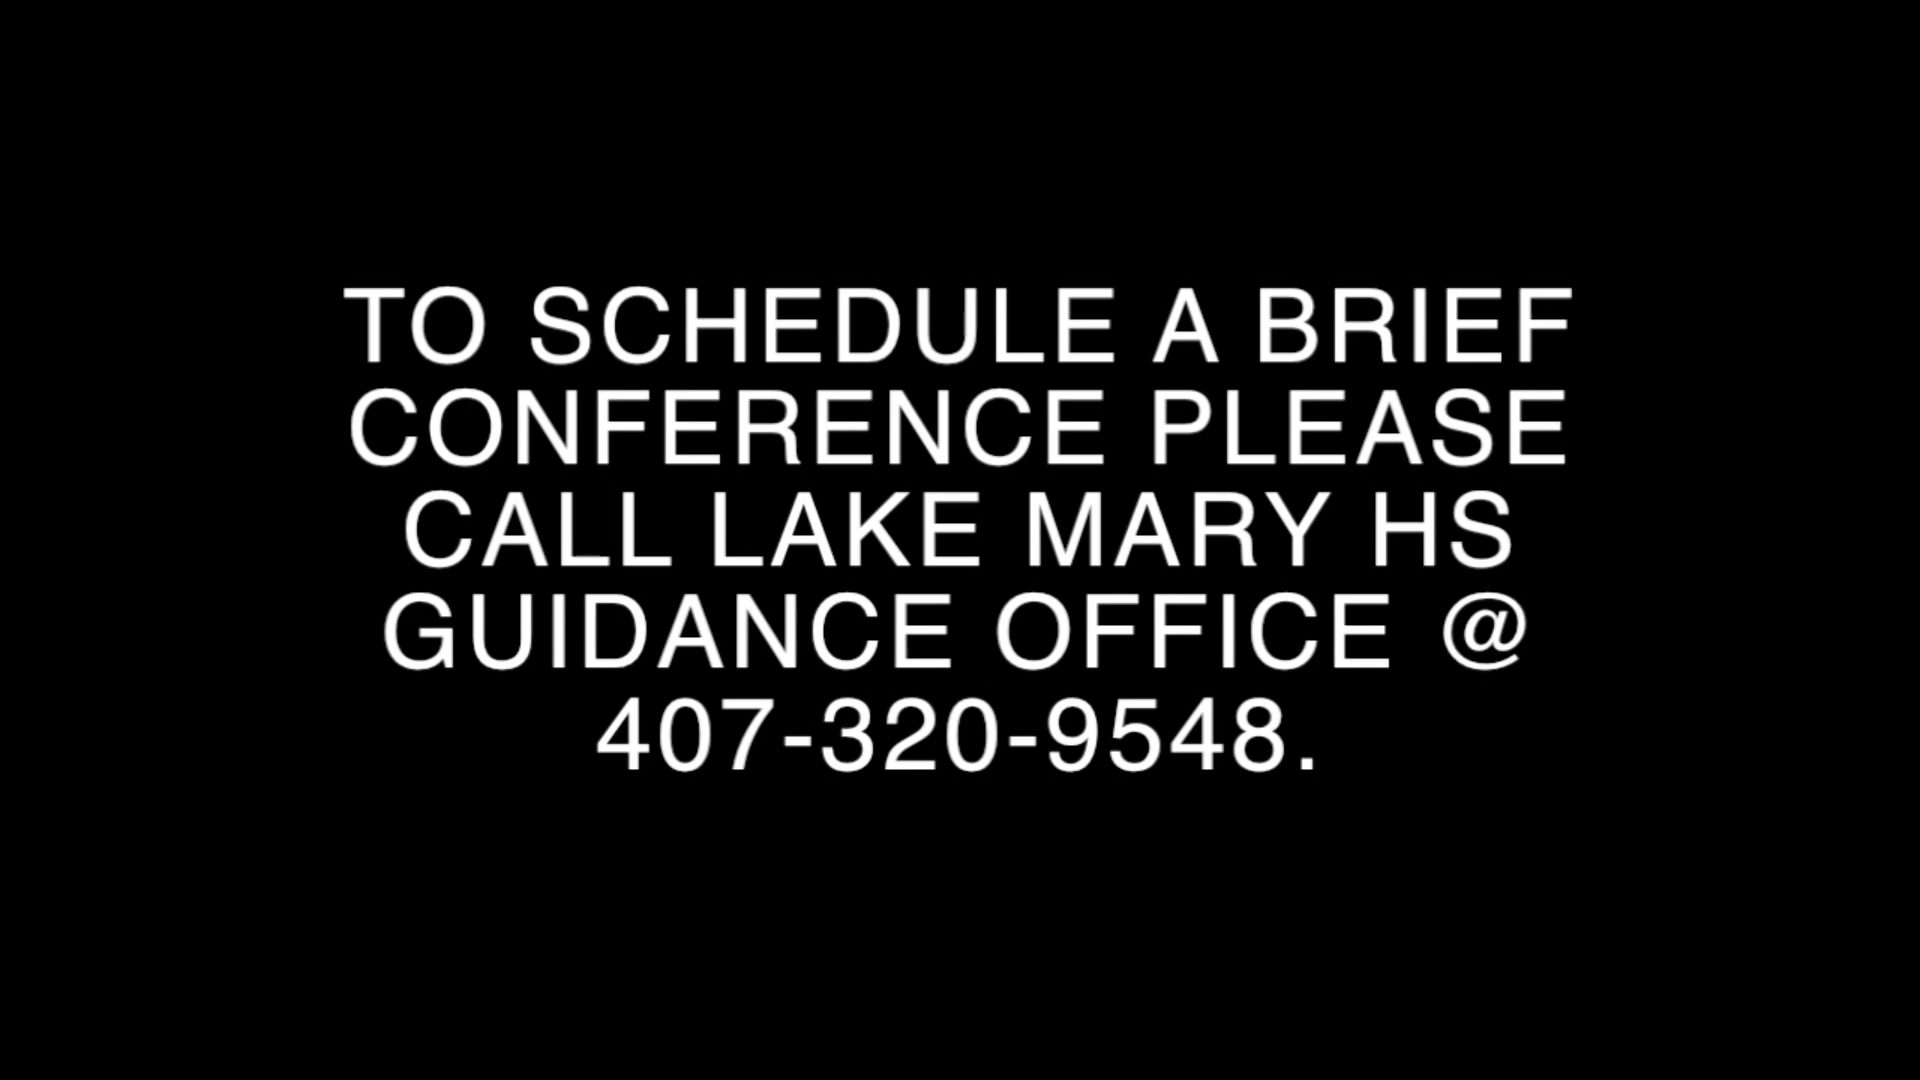 TO SCHEDULE A BRIEF
CONFERENCE PLEASE
CALL LAKE MARY HS
GUIDANCE OFFICE @
407-320-9548.